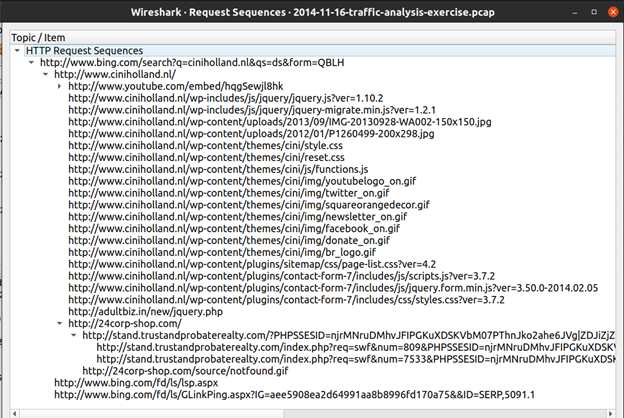 Wireshark · Request Sequences · 2014-11-16-traffic-analysis-exercise.pcap
Topic / Item
HTTP Request Sequences
http://www.bing.com/search?q=ciniholland.nl&qs=ds&form=QBLH
http://www.ciniholland.nl/
http://www.youtube.com/embed/hqgSewjl8hk
http://www.ciniholland.nl/wp-includes/js/jquery/jquery.js?ver=1.10.2
http://www.ciniholland.nl/wp-includes/js/jquery/jquery-migrate.min.js?ver=1.2.1
http://www.ciniholland.nl/wp-content/uploads/2013/09/IMG-20130928-WA002-150x150.jpg
http://www.ciniholland.nl/wp-content/uploads/2012/01/P1260499-200x298.jpg
http://www.ciniholland.nl/wp-content/themes/cini/style.css
http://www.ciniholland.nl/wp-content/themes/cini/reset.css
http://www.ciniholland.nl/wp-content/themes/cini/js/functions.js
http://www.ciniholland.nl/wp-content/themes/cini/img/youtubelogo_on.gif
http://www.ciniholland.nl/wp-content/themes/cini/img/twitter_on.gif
http://www.ciniholland.nl/wp-content/themes/cini/img/squareorangedecor.gif
http://www.ciniholland.nl/wp-content/themes/cini/img/newsletter_on.gif
http://www.ciniholland.nl/wp-content/themes/cini/img/facebook_on.gif
http://www.ciniholland.nl/wp-content/themes/cini/img/donate_on.gif
http://www.ciniholland.nl/wp-content/themes/cini/img/br_logo.gif
http://www.ciniholland.nl/wp-content/plugins/sitemap/css/page-list.css?ver=4.2
http://www.ciniholland.nl/wp-content/plugins/contact-form-7/includes/js/scripts.js?ver=3.7.2
http://www.ciniholland.nl/wp-content/plugins/contact-form-7/includes/js/jquery.form.min.js?ver=3.50.0-2014.02.05
http://www.ciniholland.nl/wp-content/plugins/contact-form-7/includes/css/styles.css?ver=3.7.2
http://adultbiz.in/new/jquery.php
http://24corp-shop.com/
http://stand.trustandprobaterealty.com/?PHPSSESID=njrMNruDMhvJFIPGKuXDSKVbM07PThnJko2ahe6JVg|ZDJiZjZ
http://stand.trustandprobaterealty.com/index.php?req=swf&num=809&PHPSSESID=njrMNruDMhvJFIPGKuXDSKV
http://stand.trustandprobaterealty.com/index.php?req=swf&num=7533&PHPSSESID=njrMNruDMhvJFIPGKuXDS
http://24corp-shop.com/source/notfound.gif
http://www.bing.com/fd/ls/lsp.aspx
http://www.bing.com/fd/ls/GLinkPing.aspx?IG=aee5908ea2d64991aa8b8996fd170a75&&ID=SERP,5091.1